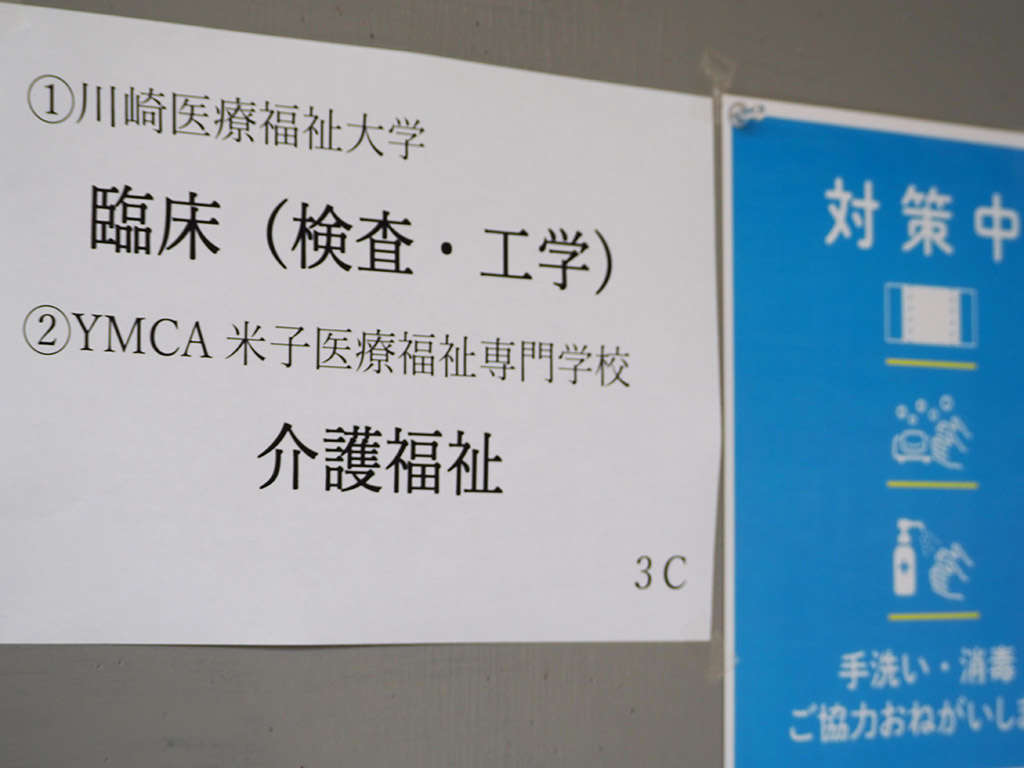 ①川崎医療福祉大学
臨床（検査・工学）
②YMCA 米子医療福祉専門学校
介護福祉
3C
対策中
手洗い・消毒
ご協力おねがいしま